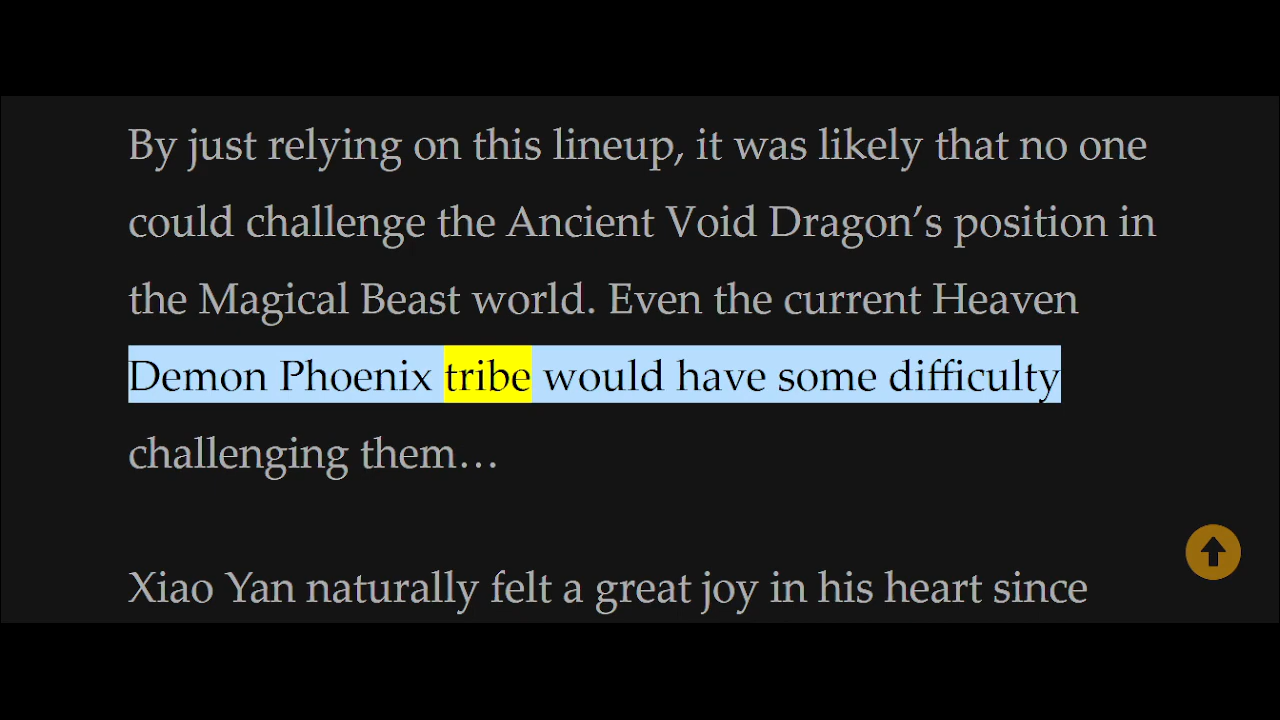 By just relying on this lineup, it was likely that no one
could challenge the Ancient Void Dragon’s position in
the Magical Beast world. Even the current Heaven
Demon Phoenix tribe would have some difficulty
challenging them…
Xiao Yan naturally felt a great joy in his heart since